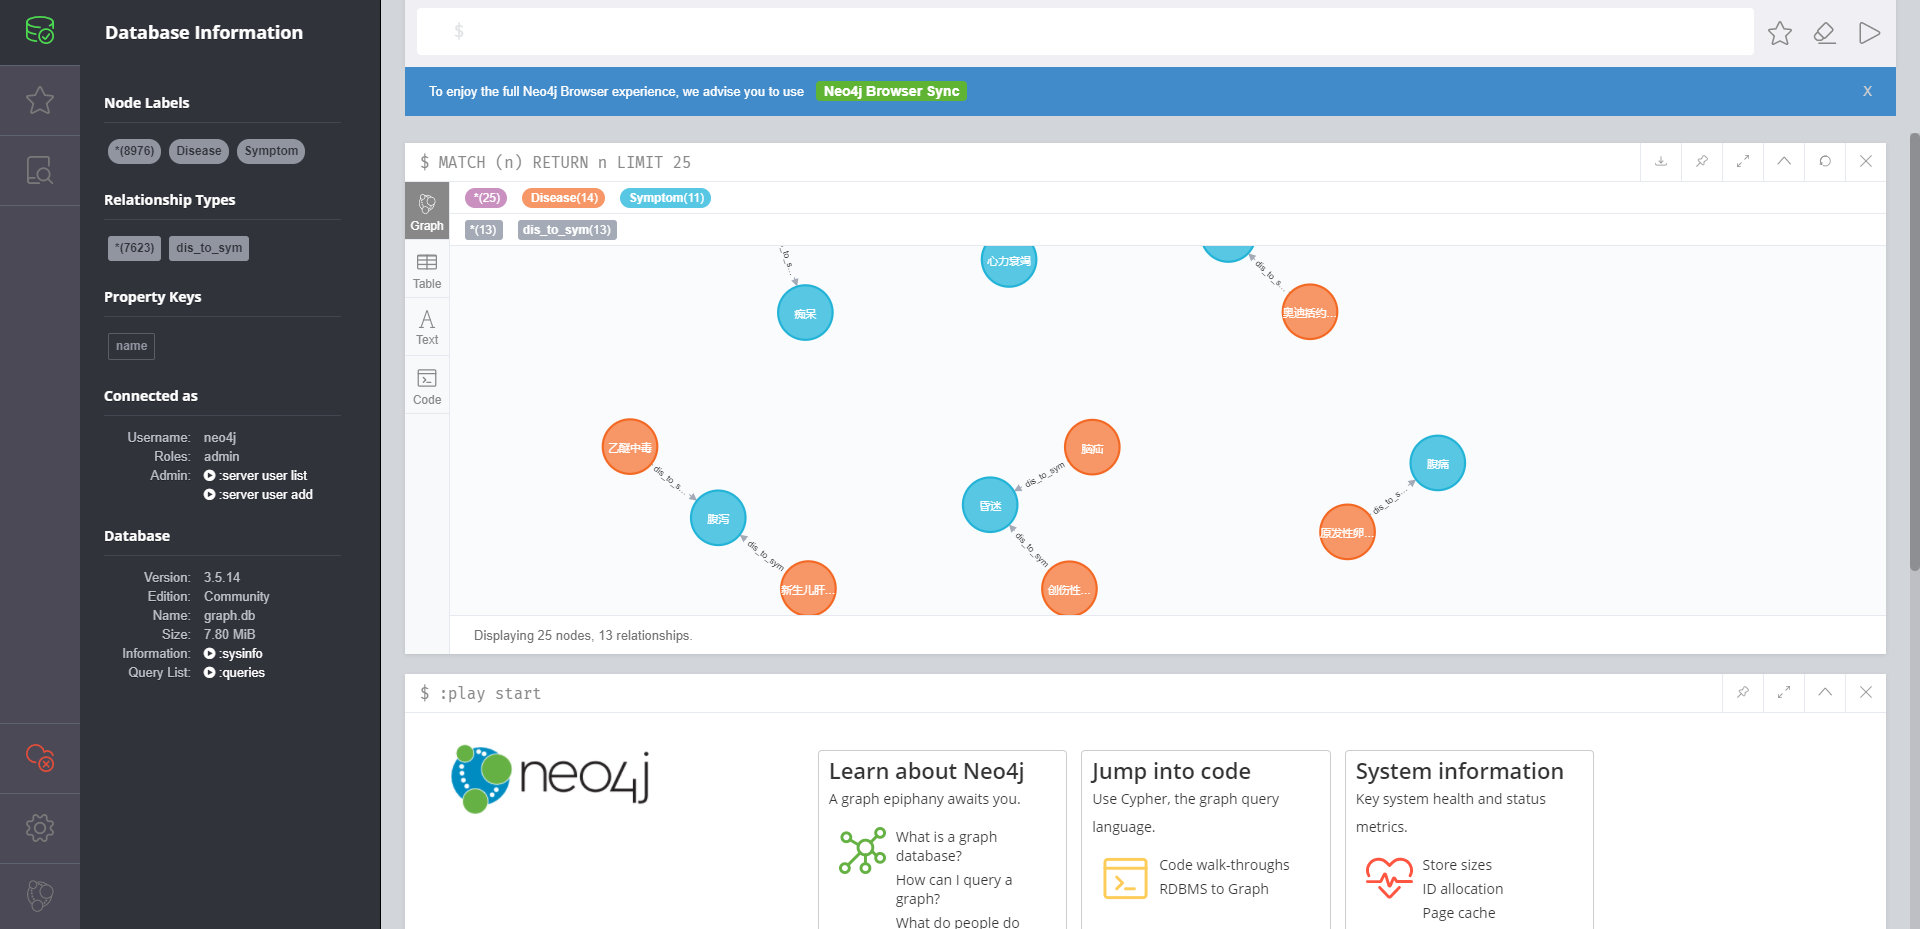 Database Information
Node Labels
*(8976) Disease Symptom
Relationship Types
*(7623) dis_to_sym
Property Keys
name
Connected as
Username: neo4j
Roles: admin
Admin: :server user list
:server user add
Database
Version: 3.5.14
Edition: Community
Name: graph.db
Size: 7.80 MiB
Information: :sysinfo
Query List: :queries
$
To enjoy the full Neo4j Browser experience, we advise you to use Neo4j Browser Sync X
$ MATCH (n) RETURN n LIMIT 25
Graph
Table
Text
Code
*(25) Disease(14) Symptom(11)
*(13) dis_to_sym(13)
_to_s...
心力衰竭
dis_to_s...
痴呆
奥迪括约...
乙醚中毒
dis_to_s...
腹泻
dis_to_sym
新生儿肝...
脑疝
dis_to_sym
昏迷
dis_to_sym
创伤性...
腹痛
dis_to_s...
原发性卵...
Displaying 25 nodes, 13 relationships.
$ :play start
neo4j
Learn about Neo4j
A graph epiphany awaits you.
What is a graph
database?
How can I query a
graph?
What do people do
Jump into code
Use Cypher, the graph query
language.
Code walk-throughs
RDBMS to Graph
System information
Key system health and status
metrics.
Store sizes
ID allocation
Page cache